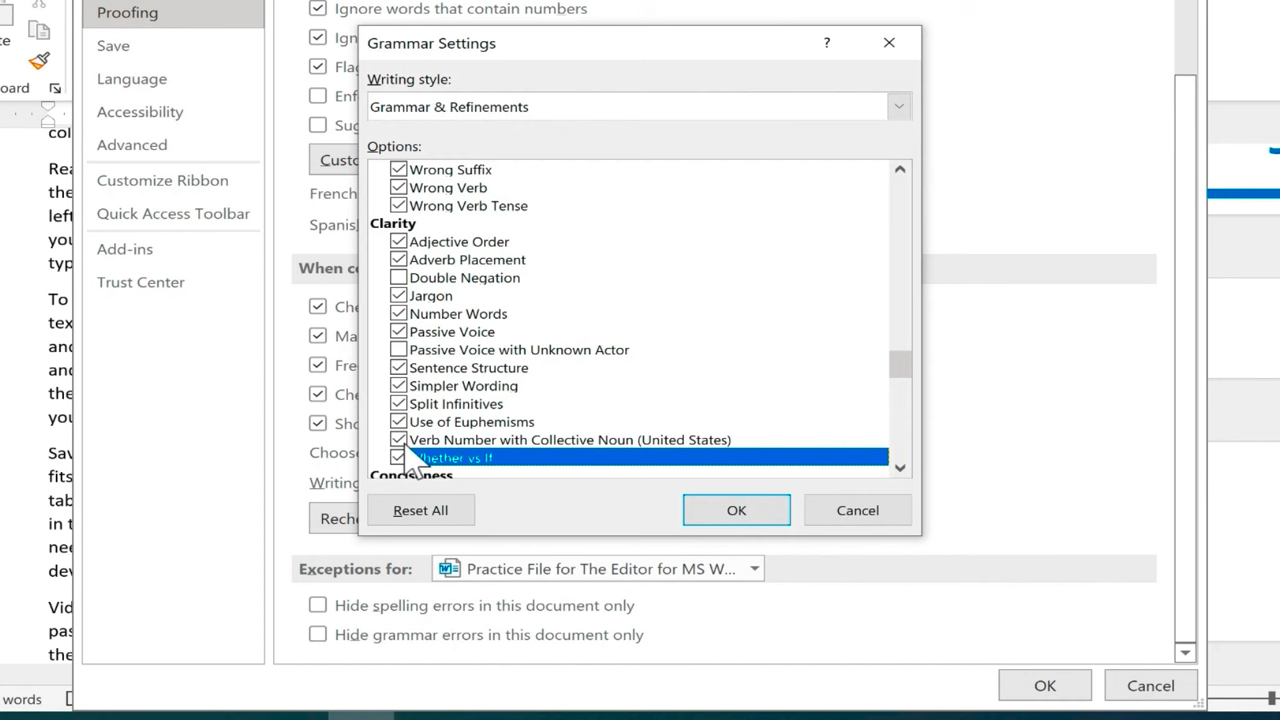 Proofing
Save
Language
Accessibility
Advanced
Customize Ribbon
Quick Access Toolbar
Add-ins
Trust Center
Ignore words that contain numbers
Grammar Settings
?
Writing style:
Grammar & Refinements
Options:
Wrong Suffix
Wrong Verb
Wrong Verb Tense
Clarity
Adjective Order
Adverb Placement
Double Negation
Jargon
Number Words
Passive Voice
Passive Voice with Unknown Actor
Sentence Structure
Simpler Wording
Split Infinitives
Use of Euphemisms
Verb Number with Collective Noun (United States)
Whether vs If
Conciseness
Reset All
OK
Cancel
French
When co
Writing
Exceptions for:
Practice File for The Editor for MS W...
Hide spelling errors in this document only
Hide grammar errors in this document only
OK
Cancel
words